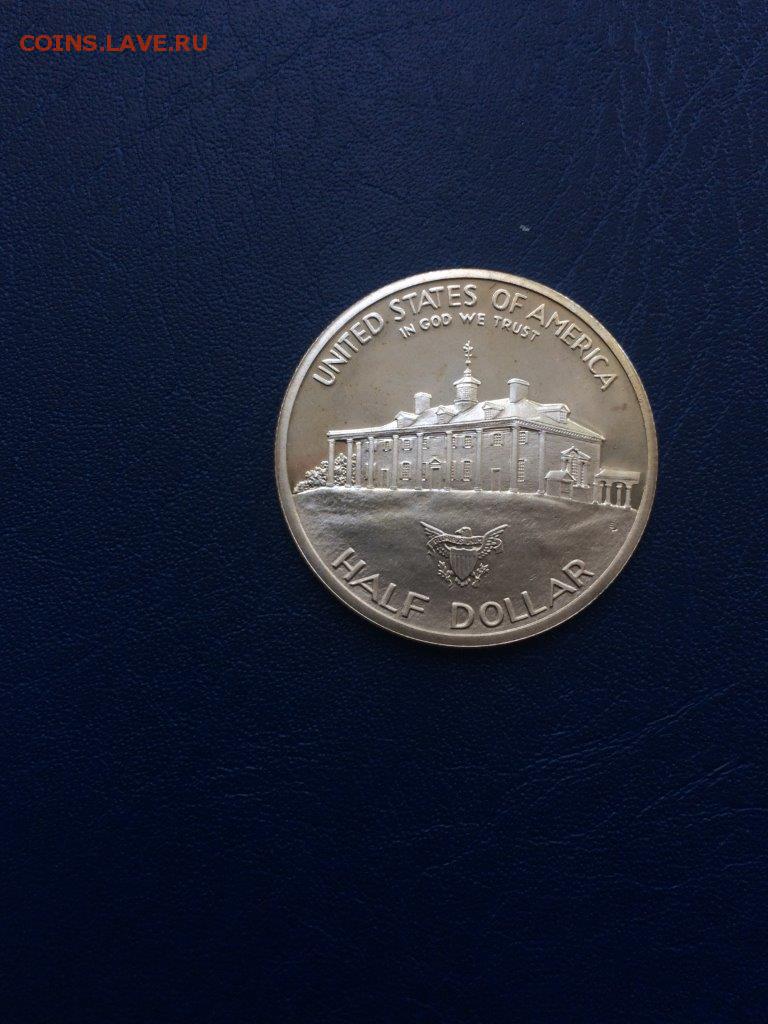 COINS.LAVE.RU
UNITED STATES OF AMERICA
IN GOD WE TRUST
HALF DOLLAR